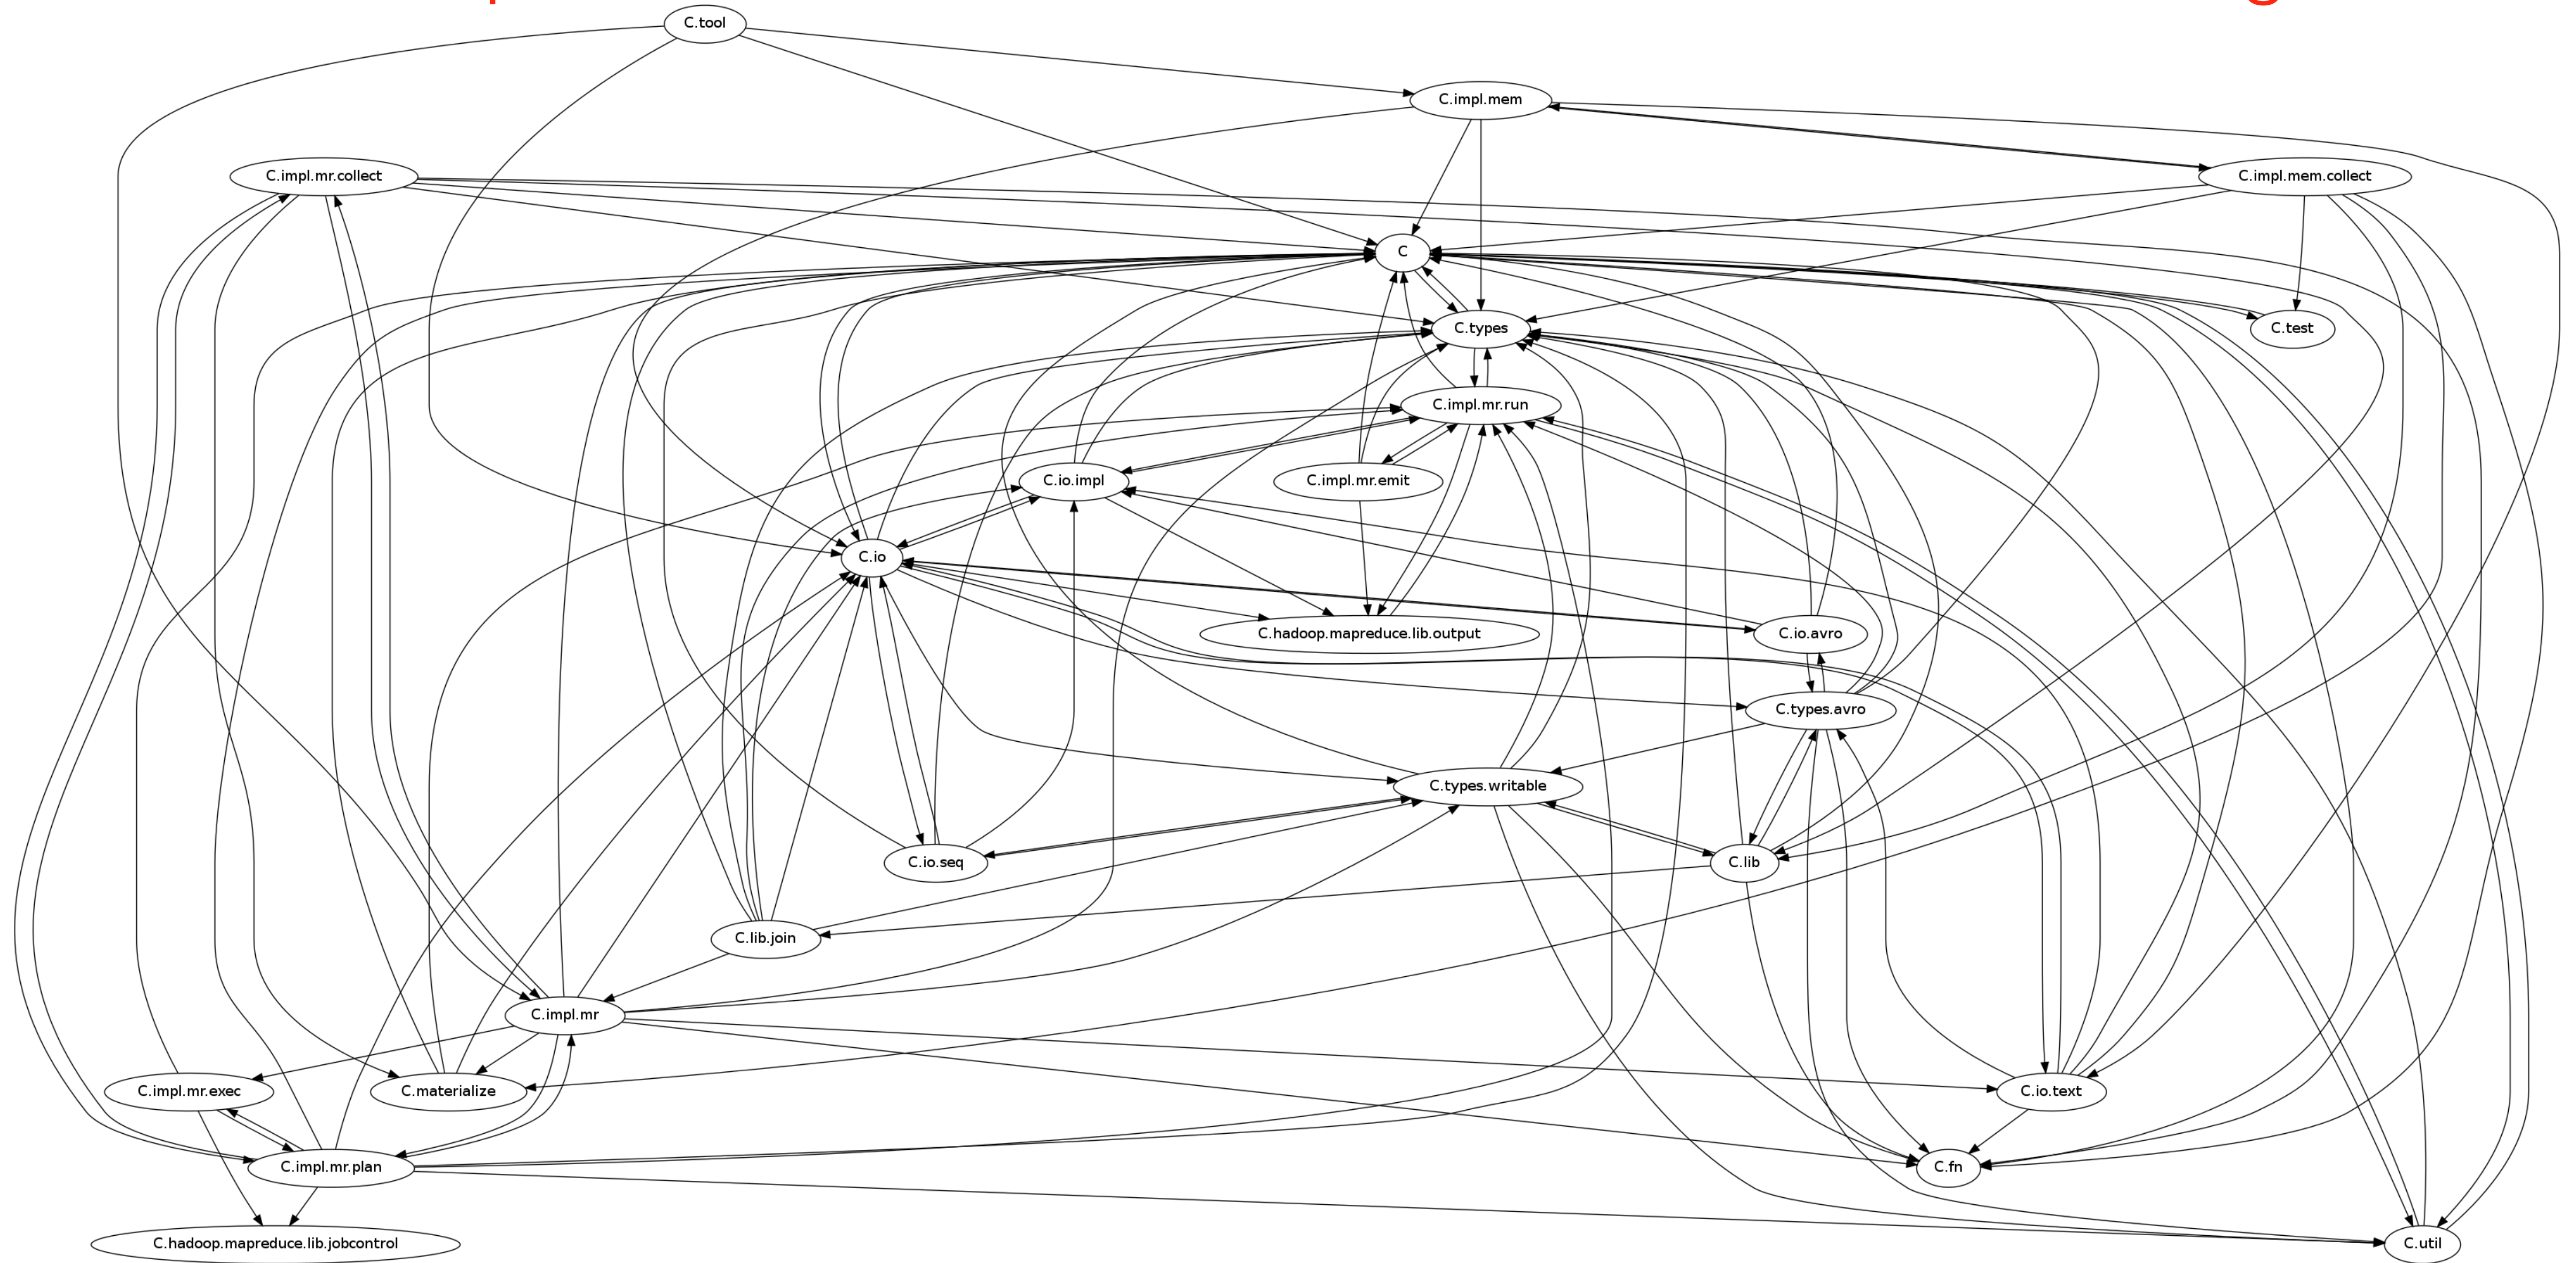 C.tool
C.impl.mem
C.impl.mr.collect
C.impl.mem.collect
C
C.types
C.test
C.impl.mr.run
C.io.impl
C.impl.mr.emit
C.io
C.hadoop.mapreduce.lib.output
C.io.avro
C.types.avro
C.types.writable
C.io.seq
C.lib
C.lib.join
C.impl.mr
C.impl.mr.exec
C.materialize
C.io.text
C.impl.mr.plan
C.fn
C.hadoop.mapreduce.lib.jobcontrol
C.util